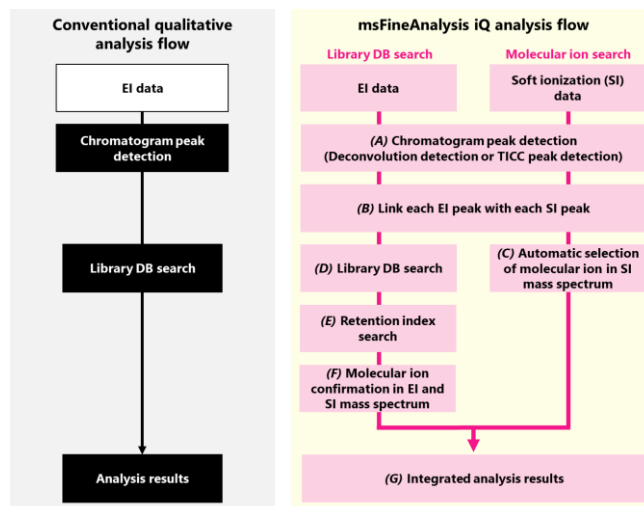 Conventional qualitative
analysis flow
EI data
Chromatogram peak
detection
Library DB search
Analysis results
msFineAnalysis iQ analysis flow
Library DB search
Molecular ion search
EI data
Soft ionization (SI)
data
(A) Chromatogram peak detection
(Deconvolution detection or TICC peak detection)
(B) Link each EI peak with each SI peak
(D) Library DB search
(C) Automatic selection
of molecular ion in SI
mass spectrum
(E) Retention index
search
(F) Molecular ion
confirmation in EI and
SI mass spectrum
(G) Integrated analysis results